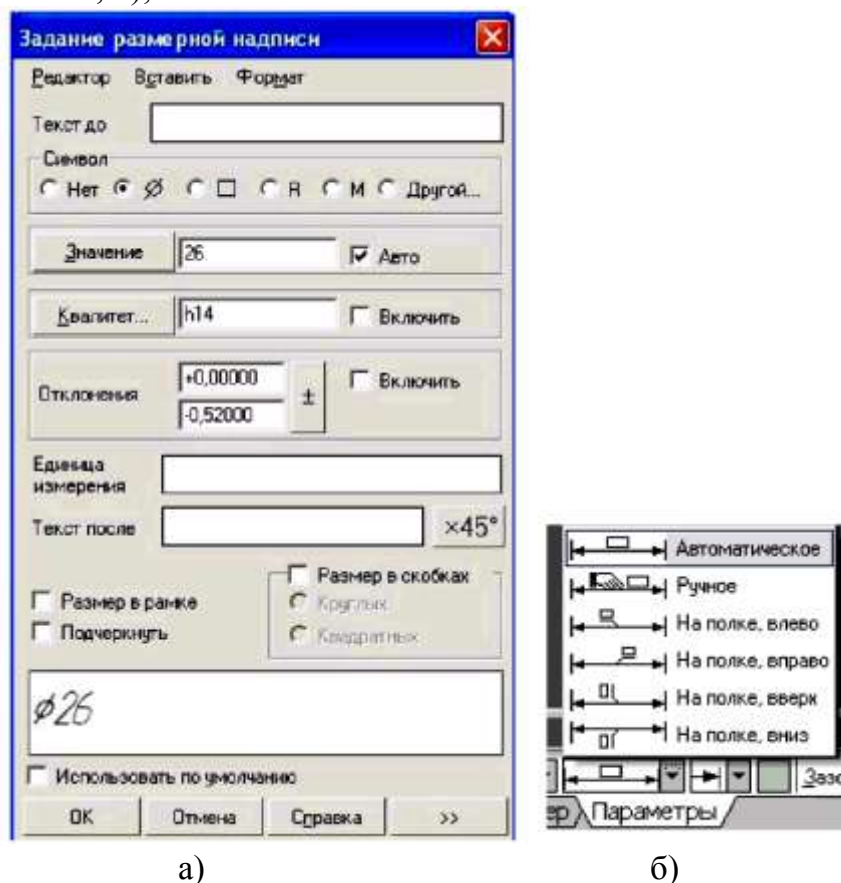 Задание размерной надписи
Редактор Вставить Формат
Текст до
Символ
Нет Ø □ R M Другой...
Значение 26 Авто
Квалитет... h14 Включить
Отклонения +0,00000 ± Включить
-0,52000
Единица
измерения
Текст после ×45°
Размер в скобках
Размер в рамке Круглых
Подчеркнуть Квадратных
Ø26
Использовать по умолчанию
OK Отмена Справка >>
Автоматическое
Ручное
На полке, влево
На полке, вправо
На полке, вверх
На полке, вниз
Параметры
а) б)